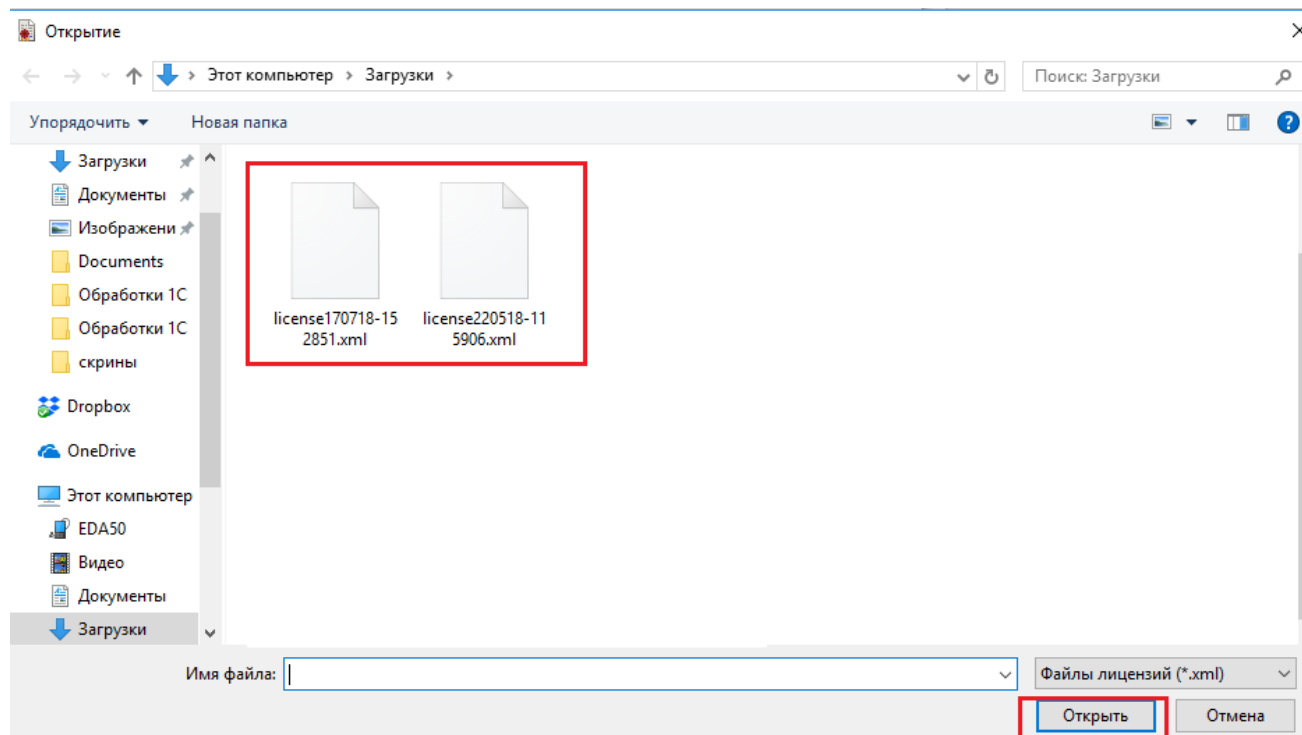 Открытие
Этот компьютер › Загрузки ›
Поиск: Загрузки
Упорядочить
Новая папка
Загрузки
Документы
Изображени
Documents
Обработки 1С
Обработки 1С
скрины
Dropbox
OneDrive
Этот компьютер
EDA50
Видео
Документы
Загрузки
license170718-15
2851.xml
license220518-11
5906.xml
Имя файла:
Файлы лицензий (*.xml)
Открыть
Отмена